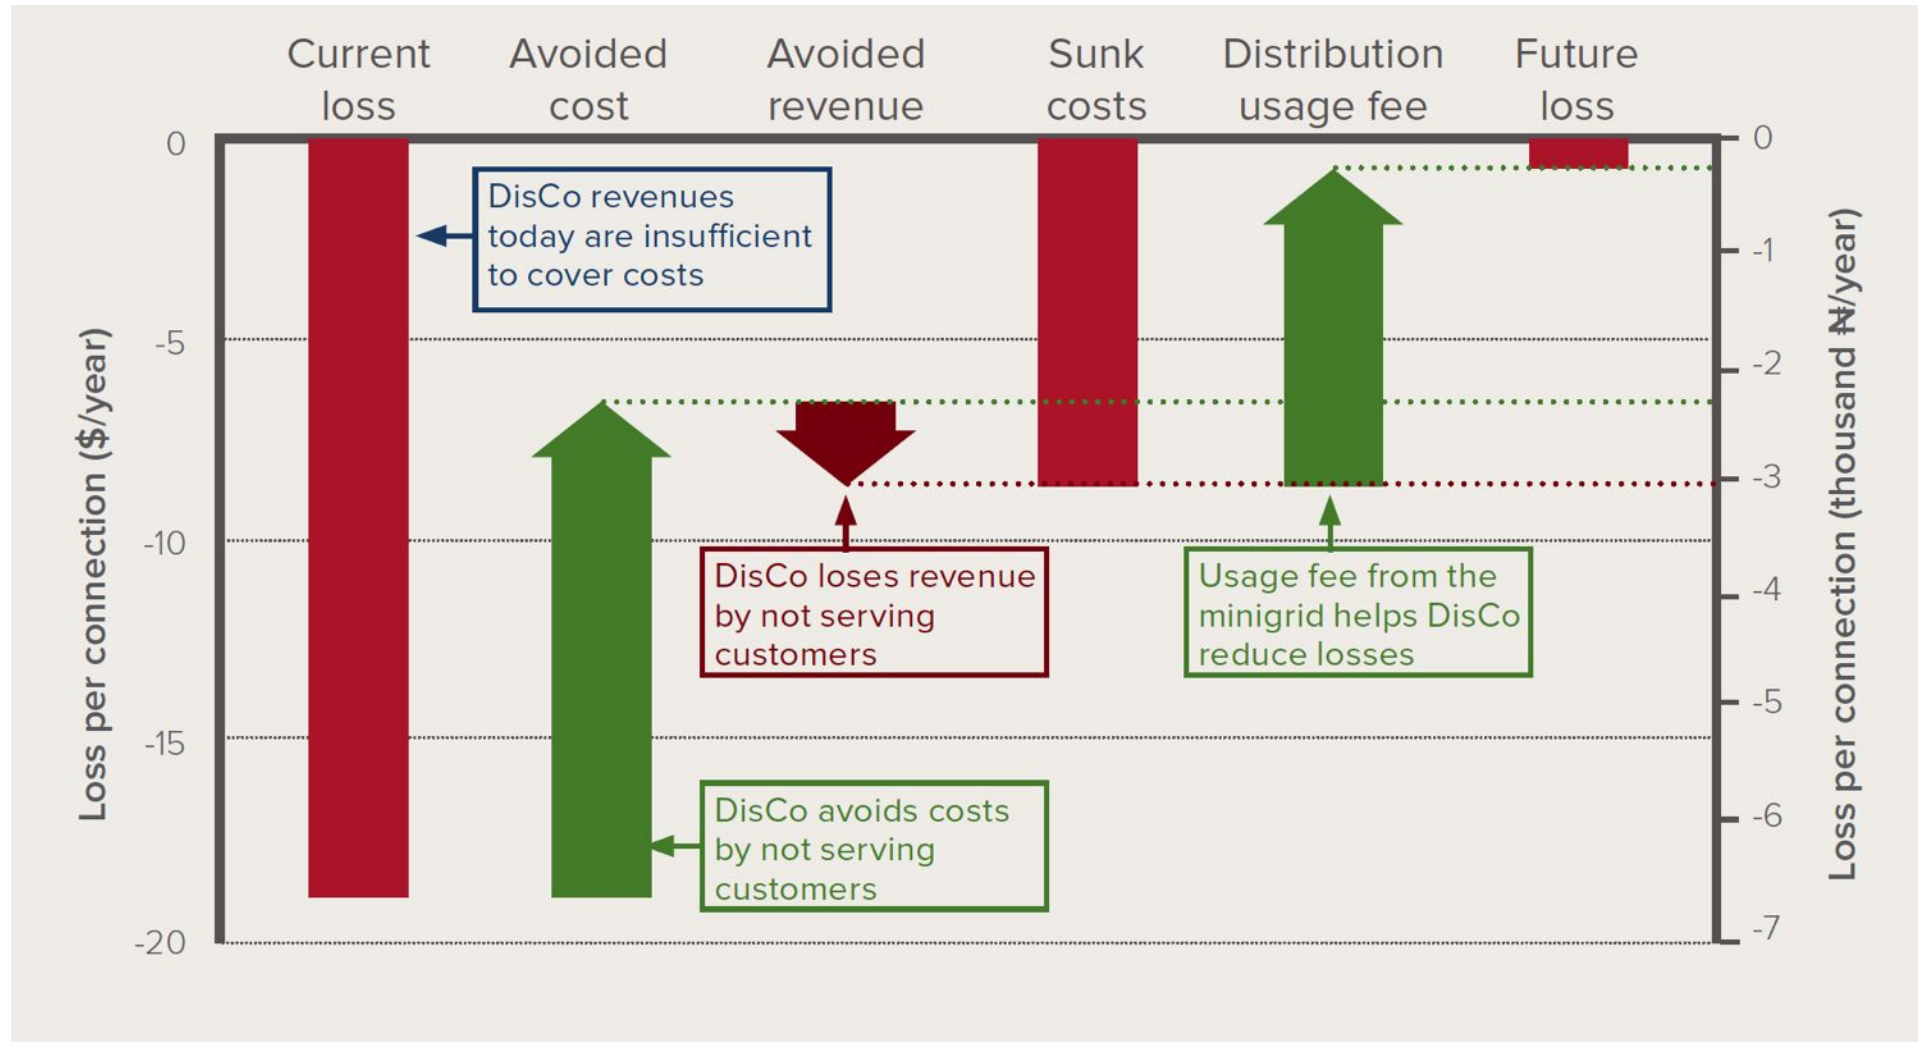 Current
loss
Avoided
cost
Avoided
revenue
Sunk
costs
Distribution
usage fee
Future
loss
Loss per connection ($/year)
0
-5
-10
-15
-20
DisCo revenues
today are insufficient
to cover costs
DisCo loses revenue
by not serving
customers
Usage fee from the
minigrid helps DisCo
reduce losses
DisCo avoids costs
by not serving
customers
0
-1
-2
-3
-4
-5
-6
-7
Loss per connection (thousand ₦/year)